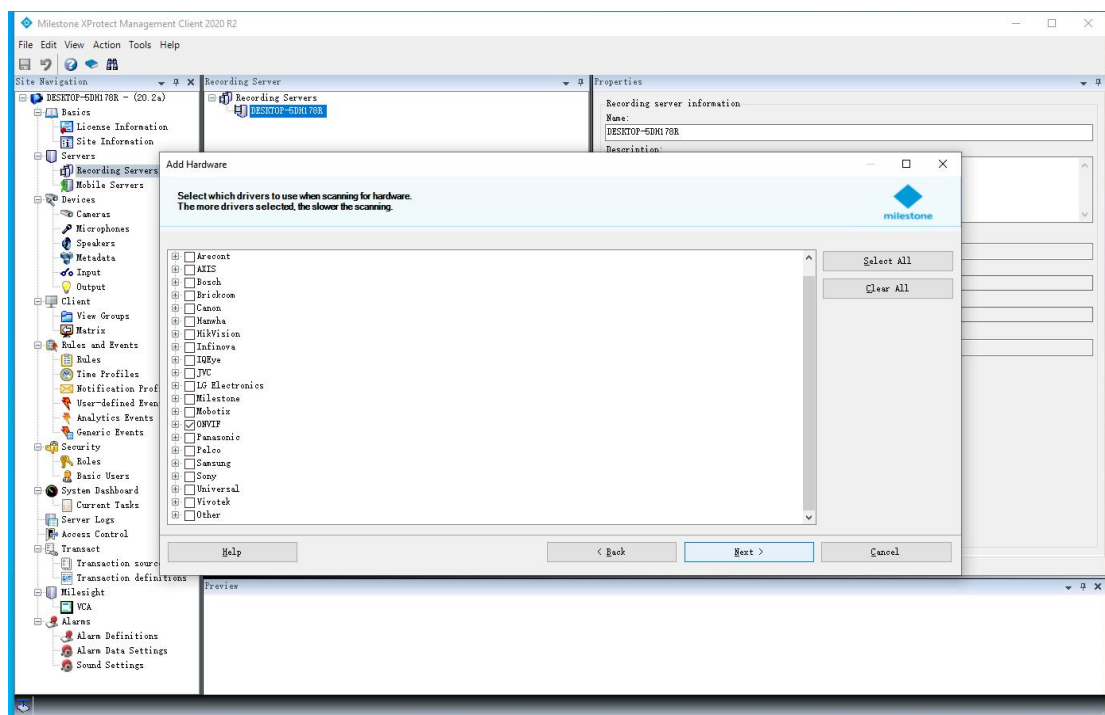 Milestone XProtect Management Client 2020 R2
File Edit View Action Tools Help
Site Navigation
DESKTOP-5DH178R - (20.2a)
Basics
License Information
Site Information
Servers
Recording Servers
Mobile Servers
Devices
Cameras
Microphones
Speakers
Metadata
Input
Output
Client
View Groups
Matrix
Rules and Events
Rules
Time Profiles
Notification Prof
User-defined Even
Analytics Events
Generic Events
Security
Roles
Basic Users
System Dashboard
Current Tasks
Server Logs
Access Control
Transact
Transaction sourc
Transaction definitions
Milesight
VCA
Alarms
Alarm Definitions
Alarm Data Settings
Sound Settings
Recording Server
Recording Servers
DESKTOP-5DH178R
Properties
Recording server information
Name:
DESKTOP-5DH178R
Description:
Add Hardware
Select which drivers to use when scanning for hardware.
The more drivers selected, the slower the scanning.
milestone
Arecont
AXIS
Bosch
Brickcom
Canon
Hanwha
HikVision
Infinova
IQEye
JVC
LG Electronics
Milestone
Mobotix
ONVIF
Panasonic
Pelco
Samsung
Sony
Universal
Vivotek
Other
Select All
Clear All
Help
< Back
Next >
Cancel
Preview